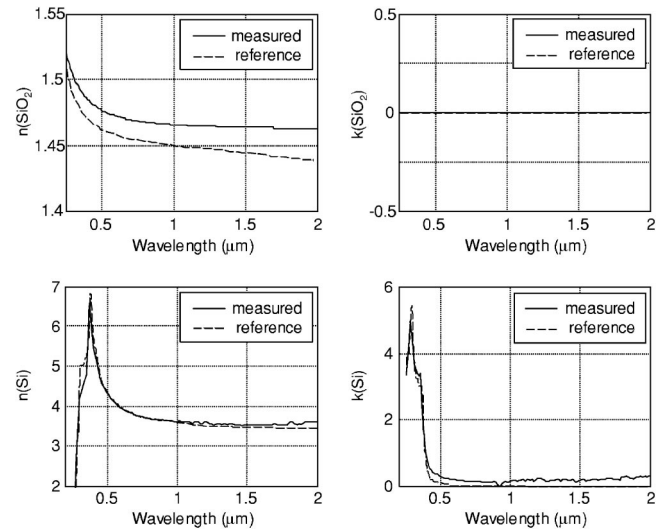 1.55
1.5
1.45
1.4
n(SiO2)
measured
reference
0.5
1
1.5
2
Wavelength (μm)
0.5
0
-0.5
k(SiO2)
measured
reference
0.5
1
1.5
2
Wavelength (μm)
7
6
5
4
3
2
n(Si)
measured
reference
0.5
1
1.5
2
Wavelength (μm)
6
4
2
0
k(Si)
measured
reference
0.5
1
1.5
2
Wavelength (μm)